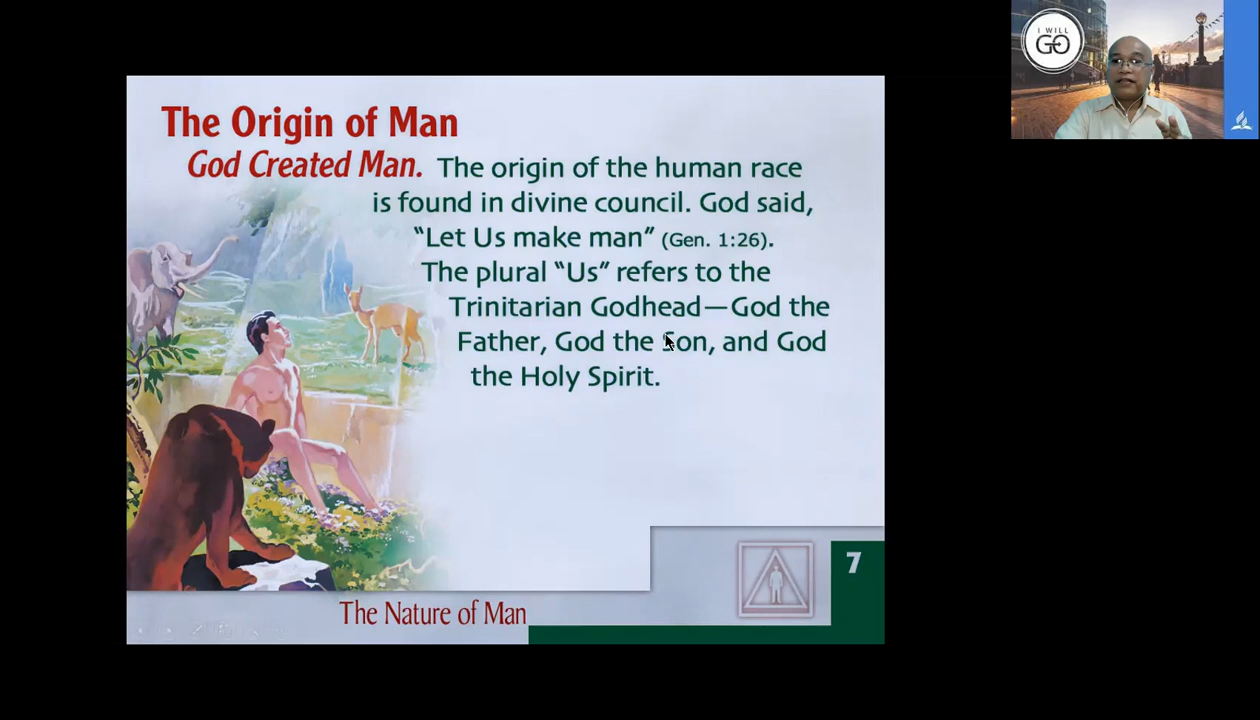 I WILL
GO
The Origin of Man
God Created Man. The origin of the human race
is found in divine council. God said,
“Let Us make man” (Gen. 1:26).
The plural “Us” refers to the
Trinitarian Godhead—God the
Father, God the Son, and God
the Holy Spirit.
7
The Nature of Man